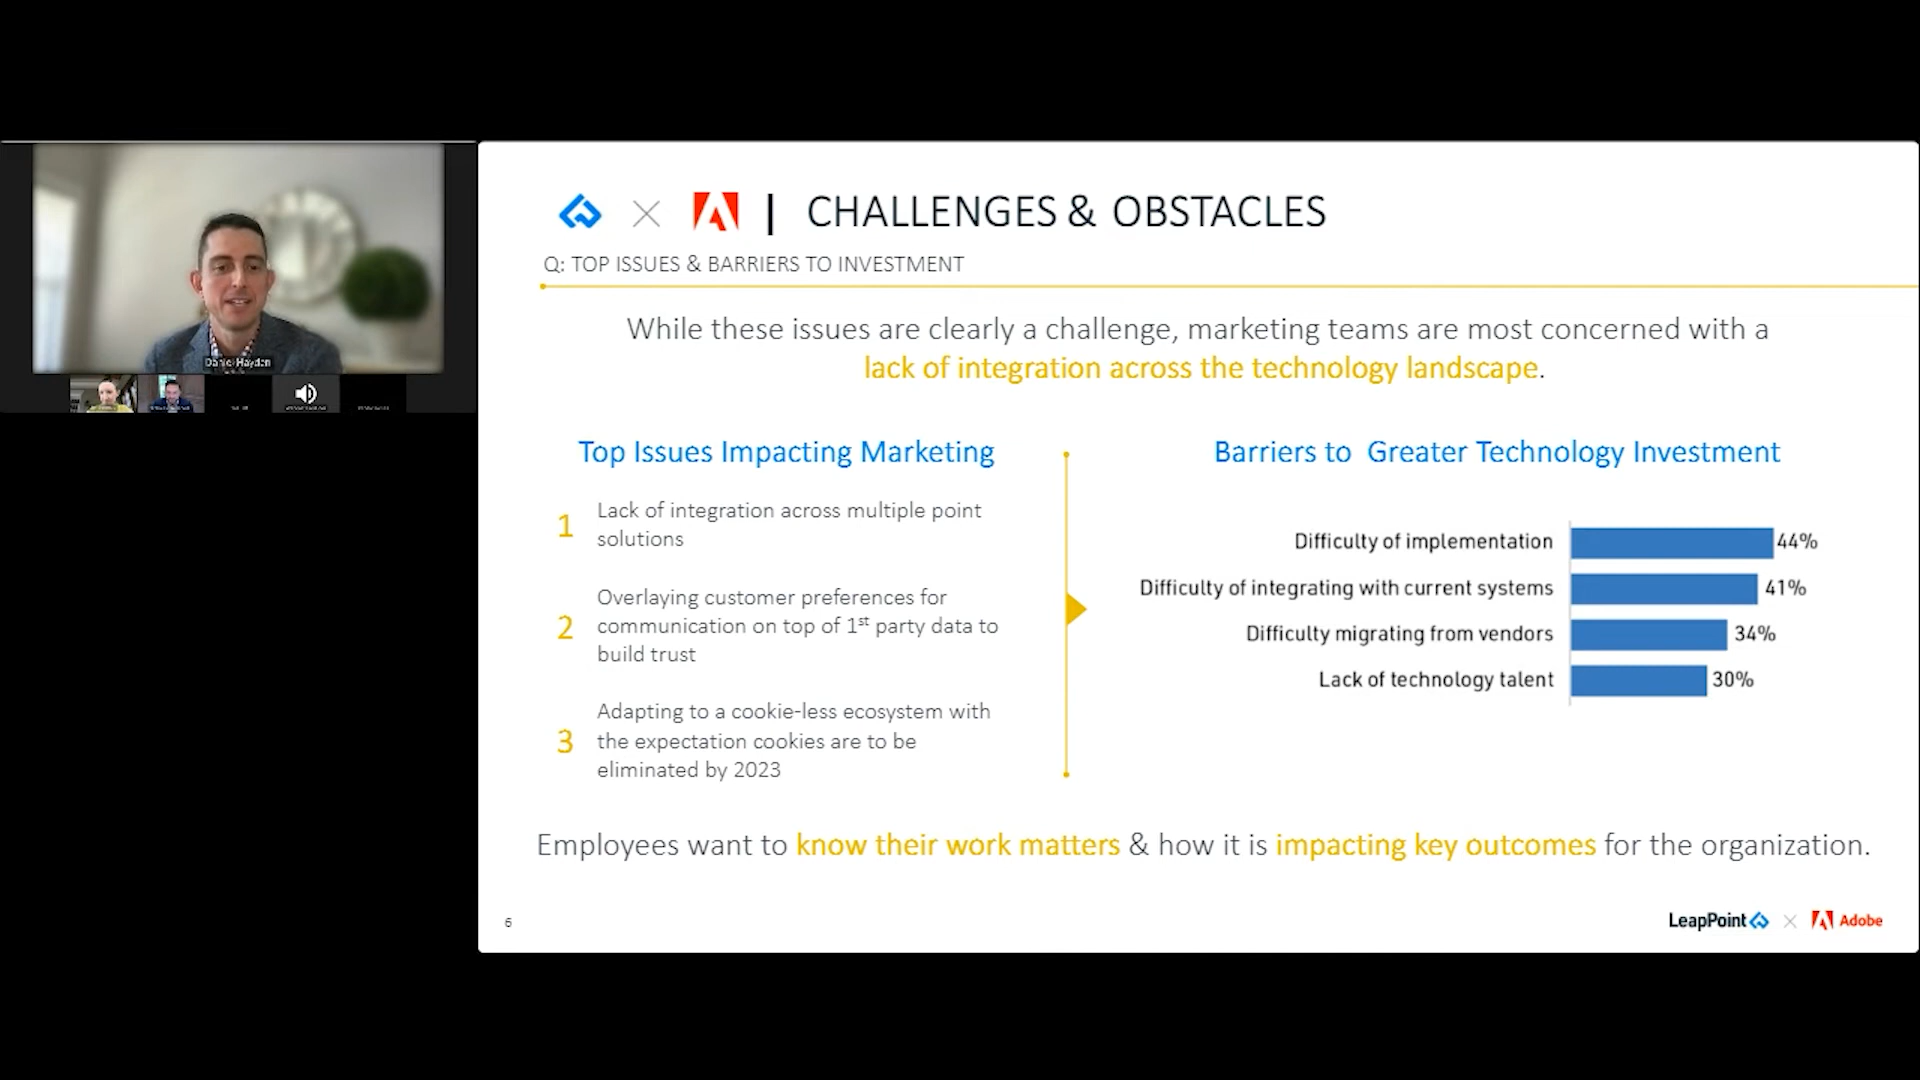 Daniel Hayden
| CHALLENGES & OBSTACLES
Q: TOP ISSUES & BARRIERS TO INVESTMENT
While these issues are clearly a challenge, marketing teams are most concerned with a
lack of integration across the technology landscape.
Top Issues Impacting Marketing
1 Lack of integration across multiple point
solutions
2 Overlaying customer preferences for
communication on top of 1st party data to
build trust
3 Adapting to a cookie-less ecosystem with
the expectation cookies are to be
eliminated by 2023
Barriers to Greater Technology Investment
Difficulty of implementation 44%
Difficulty of integrating with current systems 41%
Difficulty migrating from vendors 34%
Lack of technology talent 30%
Employees want to know their work matters & how it is impacting key outcomes for the organization.
6
LeapPoint × Adobe